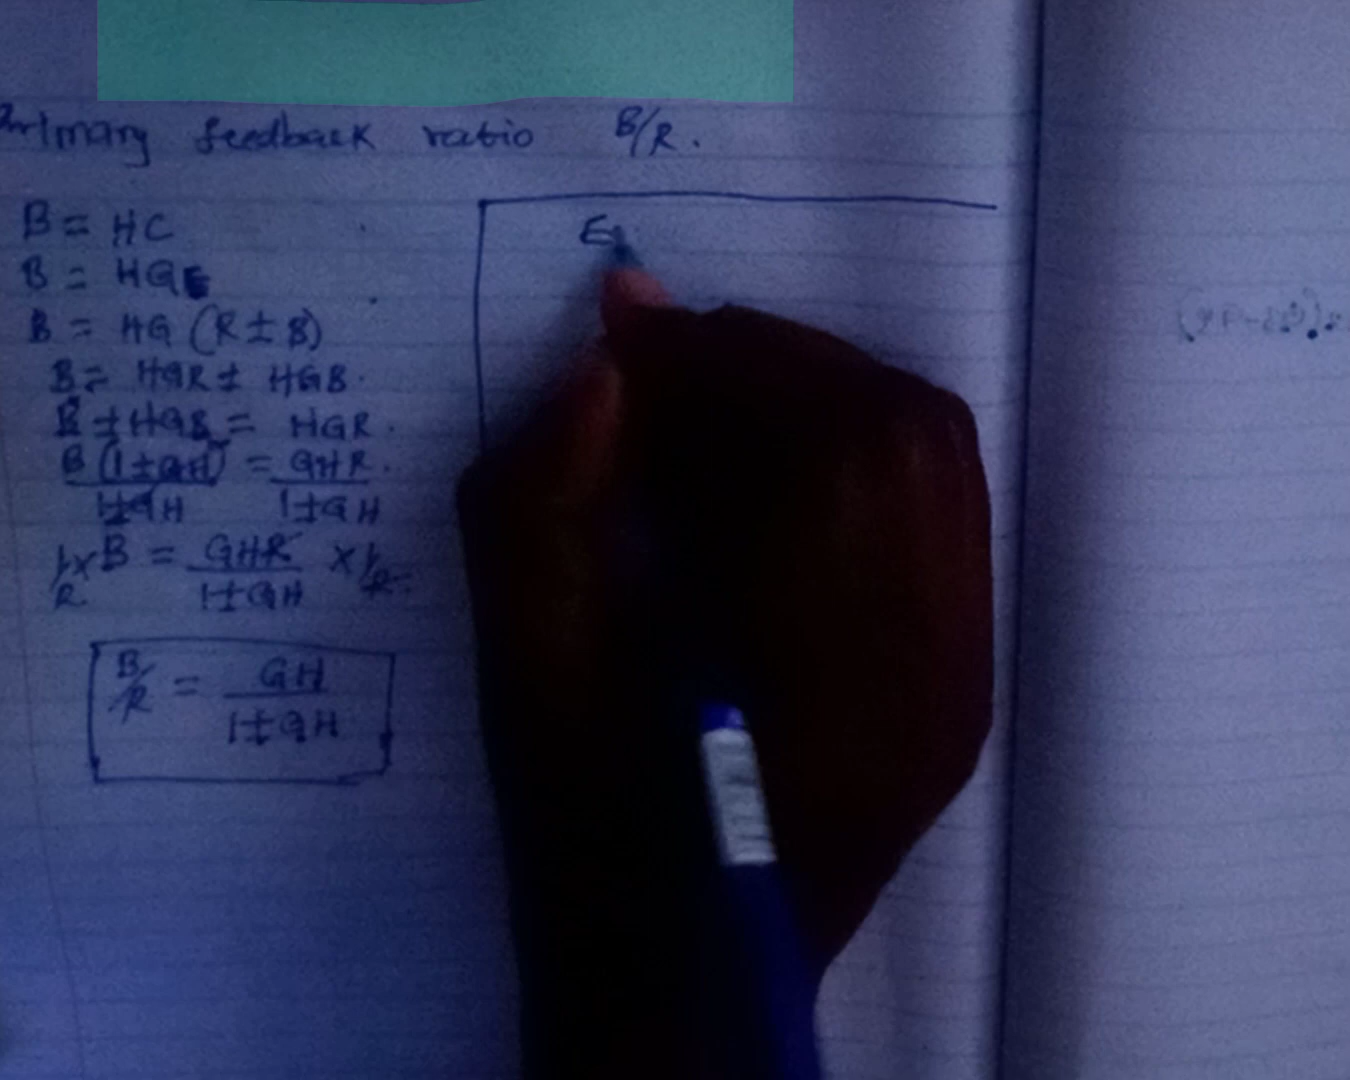 Primary feedback ratio B/R.
B = HC
B = HGE
B = HG (R ± B)
B = HGR ± HGB.
B ± HGB = HGR.
B (1 ± GH) = GHR.
1±GH 1±GH
1/R × B = GHR/1±GH × 1/R.
B/R = GH/1±GH
E